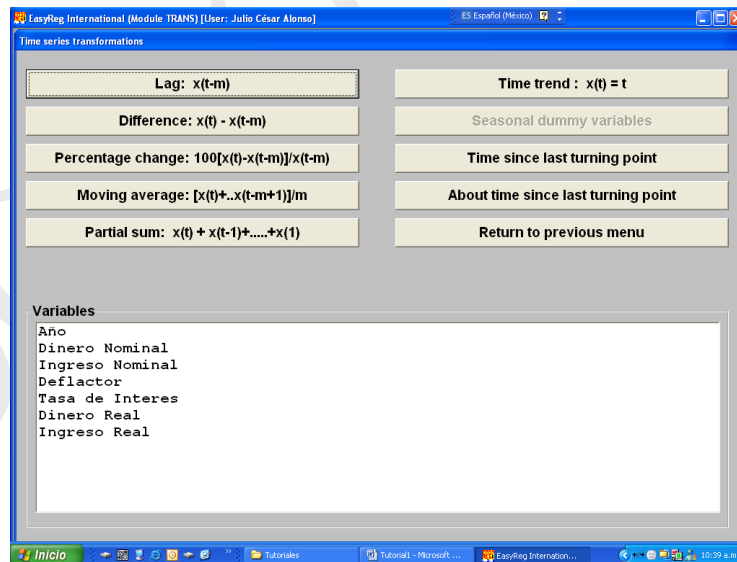 EasyReg International (Module TRANS) [User: Julio César Alonso]
ES Español (México)
Time series transformations
Lag: x(t-m)
Time trend : x(t) = t
Difference: x(t) - x(t-m)
Seasonal dummy variables
Percentage change: 100[x(t)-x(t-m)]/x(t-m)
Time since last turning point
Moving average: [x(t)+..x(t-m+1)]/m
About time since last turning point
Partial sum: x(t) + x(t-1)+.....+x(1)
Return to previous menu
Variables
Año
Dinero Nominal
Ingreso Nominal
Deflactor
Tasa de Interes
Dinero Real
Ingreso Real
Inicio
Tutoriales
Tutorial1 - Microsoft ...
EasyReg Internation...
10:39 a.m.